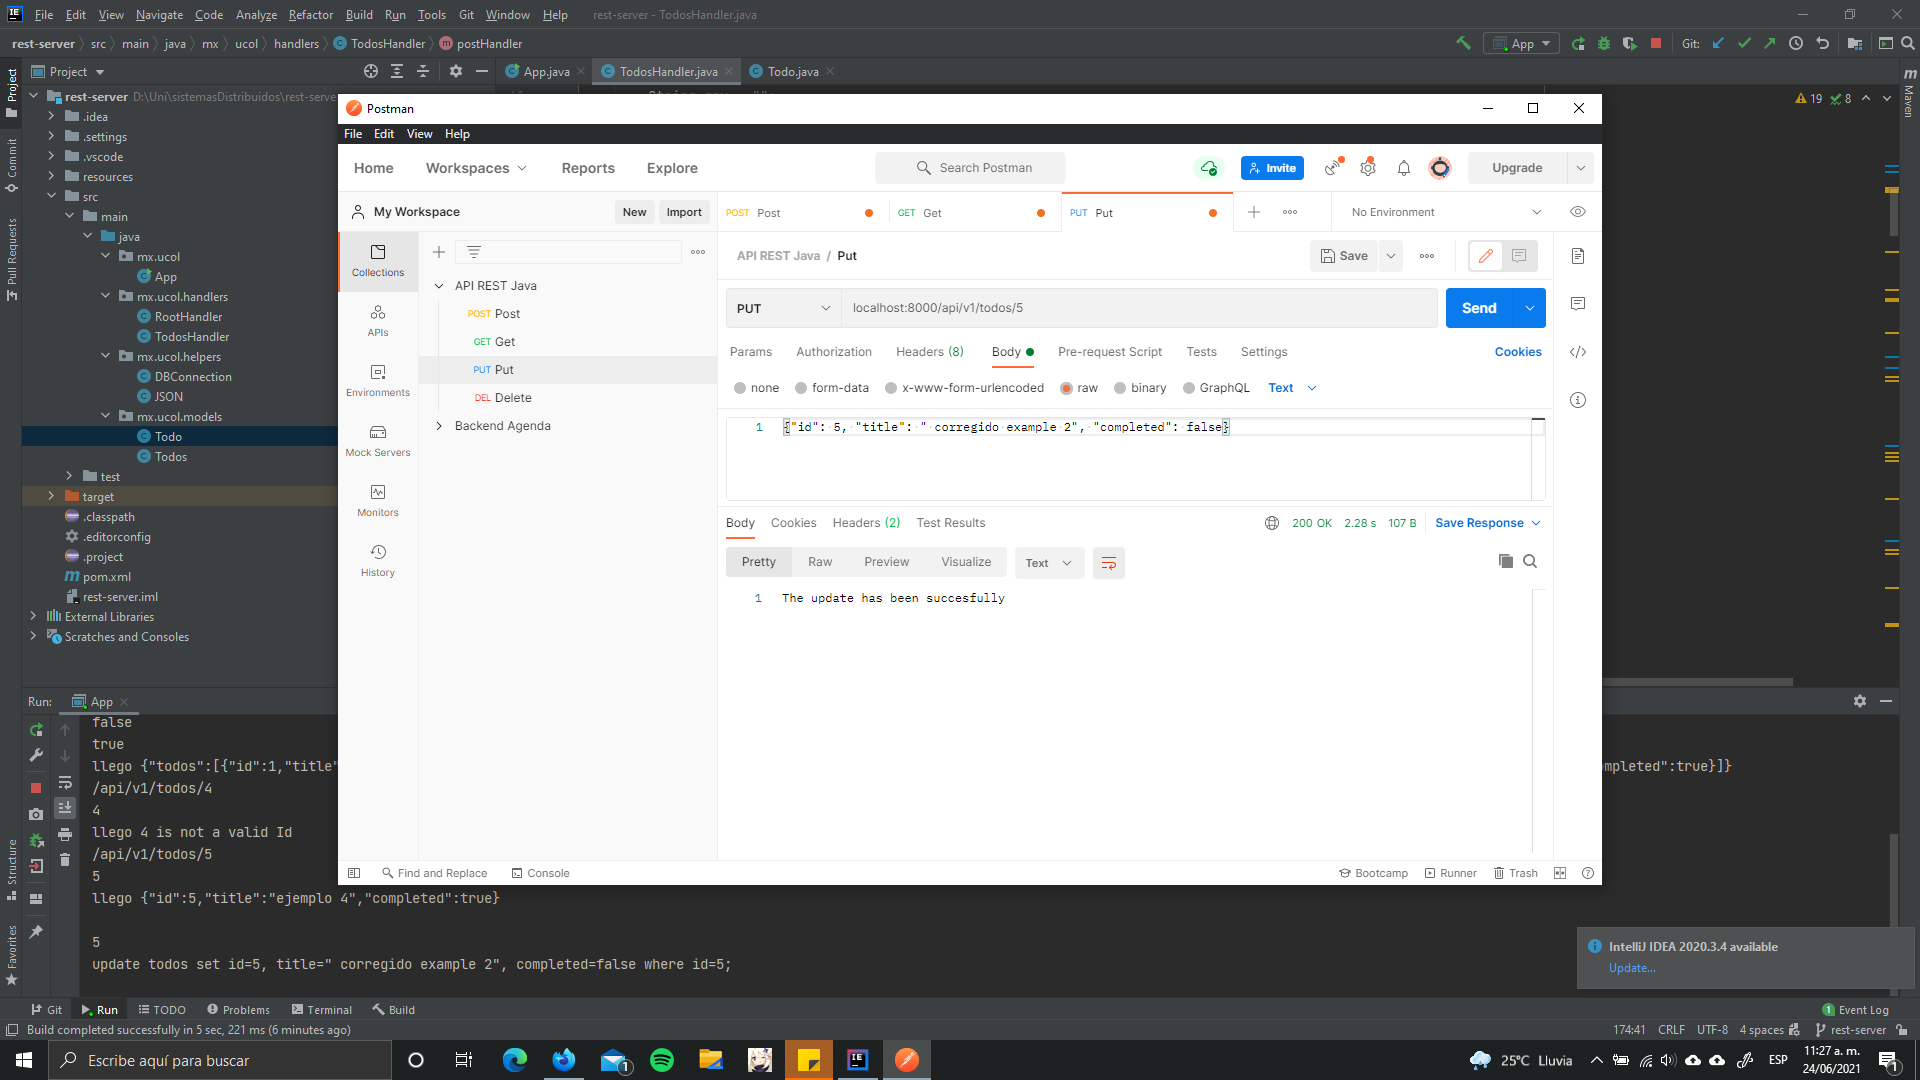 File Edit View Navigate Code Analyze Refactor Build Run Tools Git Window Help rest-server - TodosHandler.java
rest-server src main java mx ucol handlers TodosHandler postHandler App Git:
Project App.java TodosHandler.java Todo.java
rest-server D:\Uni\sistemasDistribuidos\rest-serve
.idea
.settings
.vscode
resources
src
main
java
mx.ucol
App
mx.ucol.handlers
RootHandler
TodosHandler
mx.ucol.helpers
DBConnection
JSON
mx.ucol.models
Todo
Todos
test
target
.classpath
.editorconfig
.project
pom.xml
rest-server.iml
External Libraries
Scratches and Consoles
Project
Commit
Pull Requests
Structure
Favorites
19 8
Maven
Postman
File Edit View Help
Home Workspaces Reports Explore Search Postman Invite Upgrade
My Workspace New Import
Collections
APIs
Environments
Mock Servers
Monitors
History
API REST Java
POST Post
GET Get
PUT Put
DEL Delete
Backend Agenda
POST Post GET Get PUT Put No Environment
API REST Java / Put Save
PUT localhost:8000/api/v1/todos/5 Send
Params Authorization Headers (8) Body Pre-request Script Tests Settings Cookies
none form-data x-www-form-urlencoded raw binary GraphQL Text
1 {"id": 5, "title": " corregido example 2", "completed": false}
Body Cookies Headers (2) Test Results 200 OK 2.28 s 107 B Save Response
Pretty Raw Preview Visualize Text
1 The update has been succesfully
Find and Replace Console Bootcamp Runner Trash
Run: App
false
true
llego {"todos":[{"id":1,"title" mpleted":true}]}
/api/v1/todos/4
4
llego 4 is not a valid Id
/api/v1/todos/5
5
llego {"id":5,"title":"ejemplo 4","completed":true}
5
update todos set id=5, title=" corregido example 2", completed=false where id=5;
IntelliJ IDEA 2020.3.4 available
Update...
Git Run TODO Problems Terminal Build 1 Event Log
Build completed successfully in 5 sec, 221 ms (6 minutes ago) 174:41 CRLF UTF-8 4 spaces rest-server
Escribe aquí para buscar 1 25°C Lluvia ESP 11:27 a. m.
24/06/2021 1